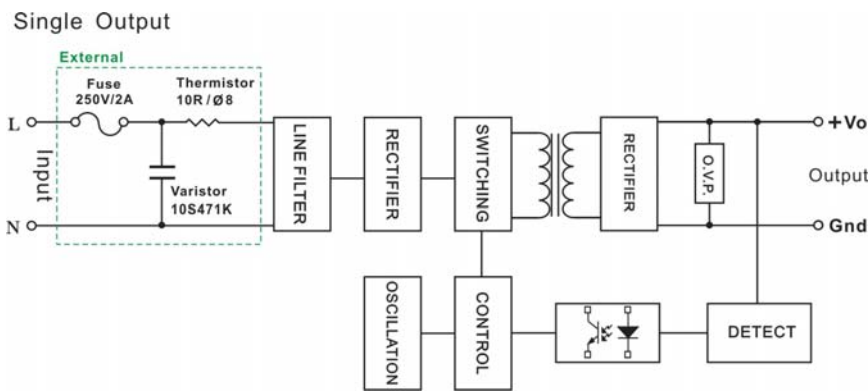 Single Output
External
Fuse
250V/2A
Thermistor
10R/Ø8
L
Input
N
Varistor
10S471K
LINE FILTER
RECTIFIER
SWITCHING
RECTIFIER
O.V.P.
+Vo
Output
Gnd
OSCILLATION
CONTROL
DETECT